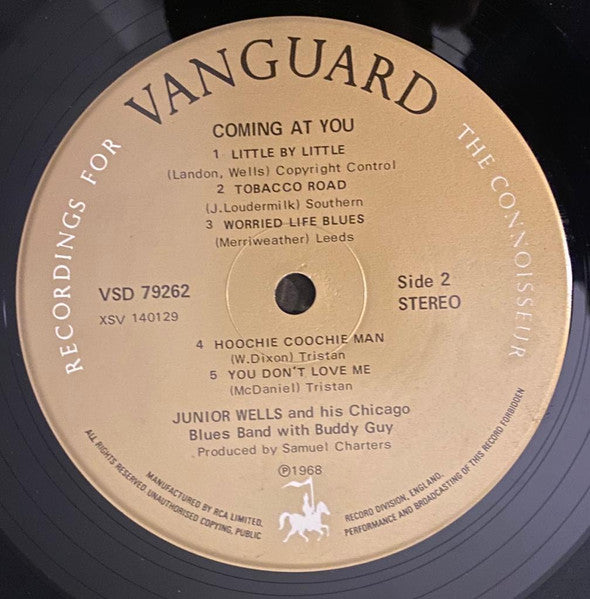 RECORDINGS FOR
VANGUARD
THE CONNOISSEUR
COMING AT YOU
1 LITTLE BY LITTLE
(Landon, Wells) Copyright Control
2 TOBACCO ROAD
(J.Loudermilk) Southern
3 WORRIED LIFE BLUES
(Merriweather) Leeds
VSD 79262
XSV 140129
Side 2
STEREO
4 HOOCHIE COOCHIE MAN
(W.Dixon) Tristan
5 YOU DON'T LOVE ME
(McDaniel) Tristan
JUNIOR WELLS and his Chicago
Blues Band with Buddy Guy
Produced by Samuel Charters
Ⓟ1968
MANUFACTURED BY RCA LIMITED,
RECORD DIVISION, ENGLAND.
ALL RIGHTS RESERVED, UNAUTHORISED COPYING, PUBLIC
PERFORMANCE AND BROADCASTING OF THIS RECORD FORBIDDEN